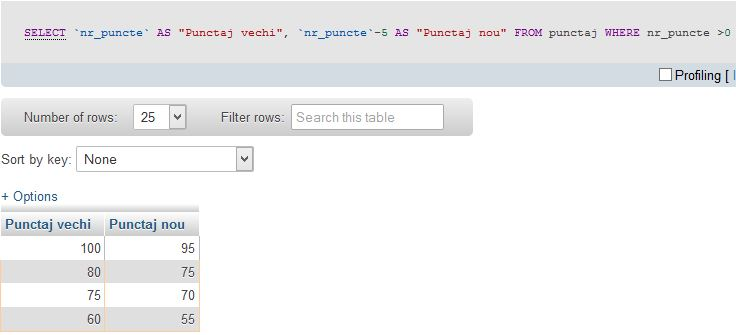 SELECT `nr_puncte` AS "Punctaj vechi", `nr_puncte`-5 AS "Punctaj nou" FROM punctaj WHERE nr_puncte >0
Profiling [
Number of rows: 25 Filter rows: Search this table
Sort by key: None
+ Options
Punctaj vechi Punctaj nou
100 95
80 75
75 70
60 55